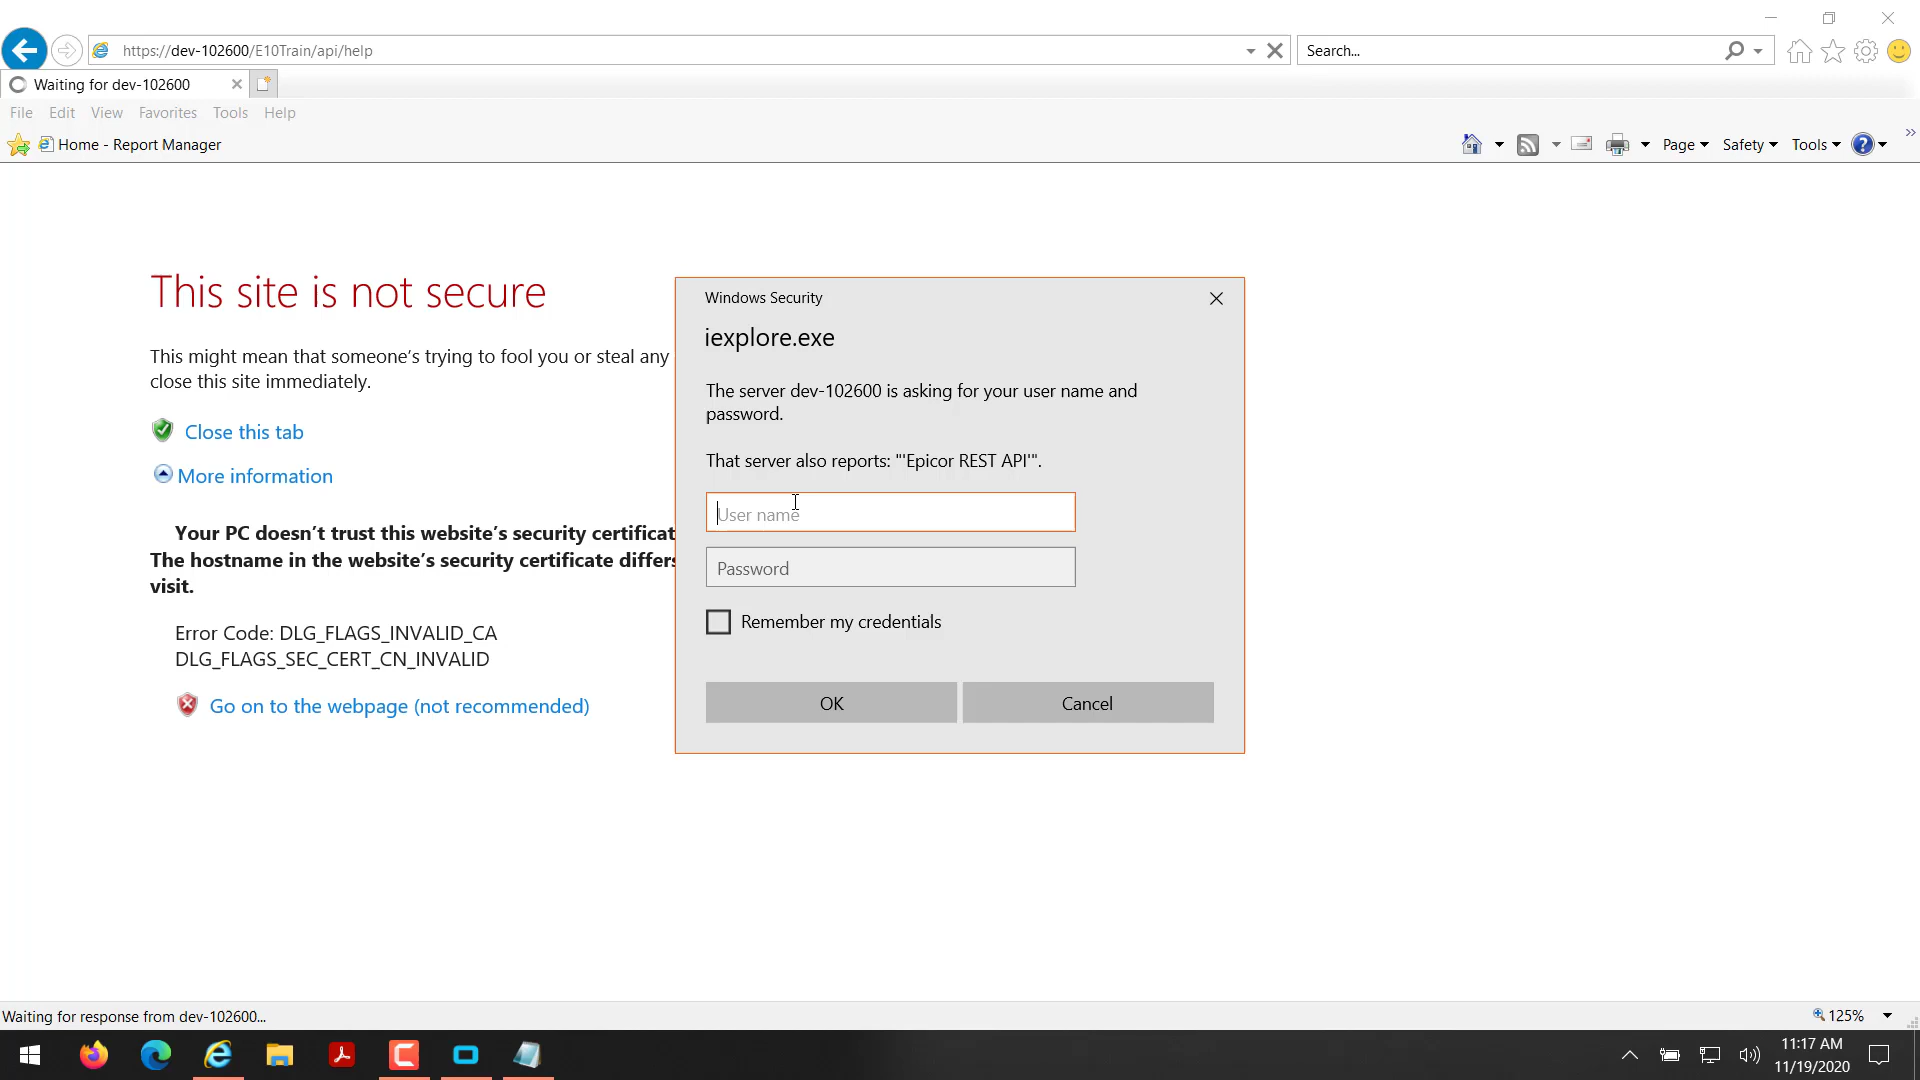 https://dev-102600/E10Train/api/help
Search...
Waiting for dev-102600
File Edit View Favorites Tools Help
Home - Report Manager
Page Safety Tools
This site is not secure
This might mean that someone's trying to fool you or steal any
close this site immediately.
Close this tab
More information
Your PC doesn't trust this website's security certificat
The hostname in the website's security certificate differs
visit.
Error Code: DLG_FLAGS_INVALID_CA
DLG_FLAGS_SEC_CERT_CN_INVALID
Go on to the webpage (not recommended)
Windows Security
iexplore.exe
The server dev-102600 is asking for your user name and
password.
That server also reports: "'Epicor REST API'".
User name
Password
Remember my credentials
OK Cancel
Waiting for response from dev-102600...
125%
11:17 AM
11/19/2020